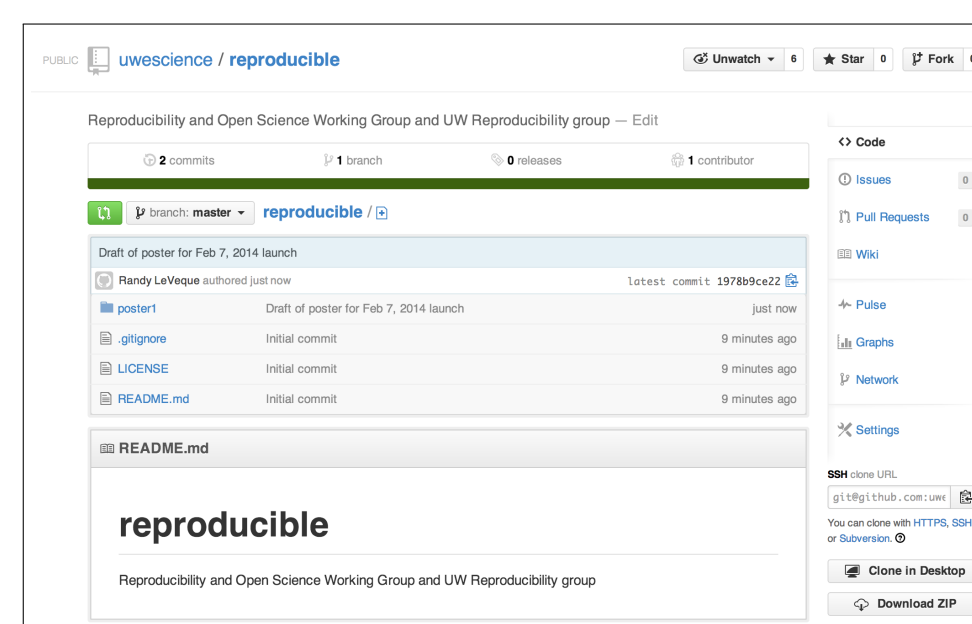 PUBLIC uwescience / reproducible Unwatch 6 Star 0 Fork
Reproducibility and Open Science Working Group and UW Reproducibility group — Edit
2 commits 1 branch 0 releases 1 contributor
branch: master reproducible /
Draft of poster for Feb 7, 2014 launch
Randy LeVeque authored just now latest commit 1978b9ce22
poster1 Draft of poster for Feb 7, 2014 launch just now
.gitignore Initial commit 9 minutes ago
LICENSE Initial commit 9 minutes ago
README.md Initial commit 9 minutes ago
README.md
reproducible
Reproducibility and Open Science Working Group and UW Reproducibility group
Code
Issues 0
Pull Requests 0
Wiki
Pulse
Graphs
Network
Settings
SSH clone URL
git@github.com:uwe
You can clone with HTTPS, SSH
or Subversion.
Clone in Desktop
Download ZIP